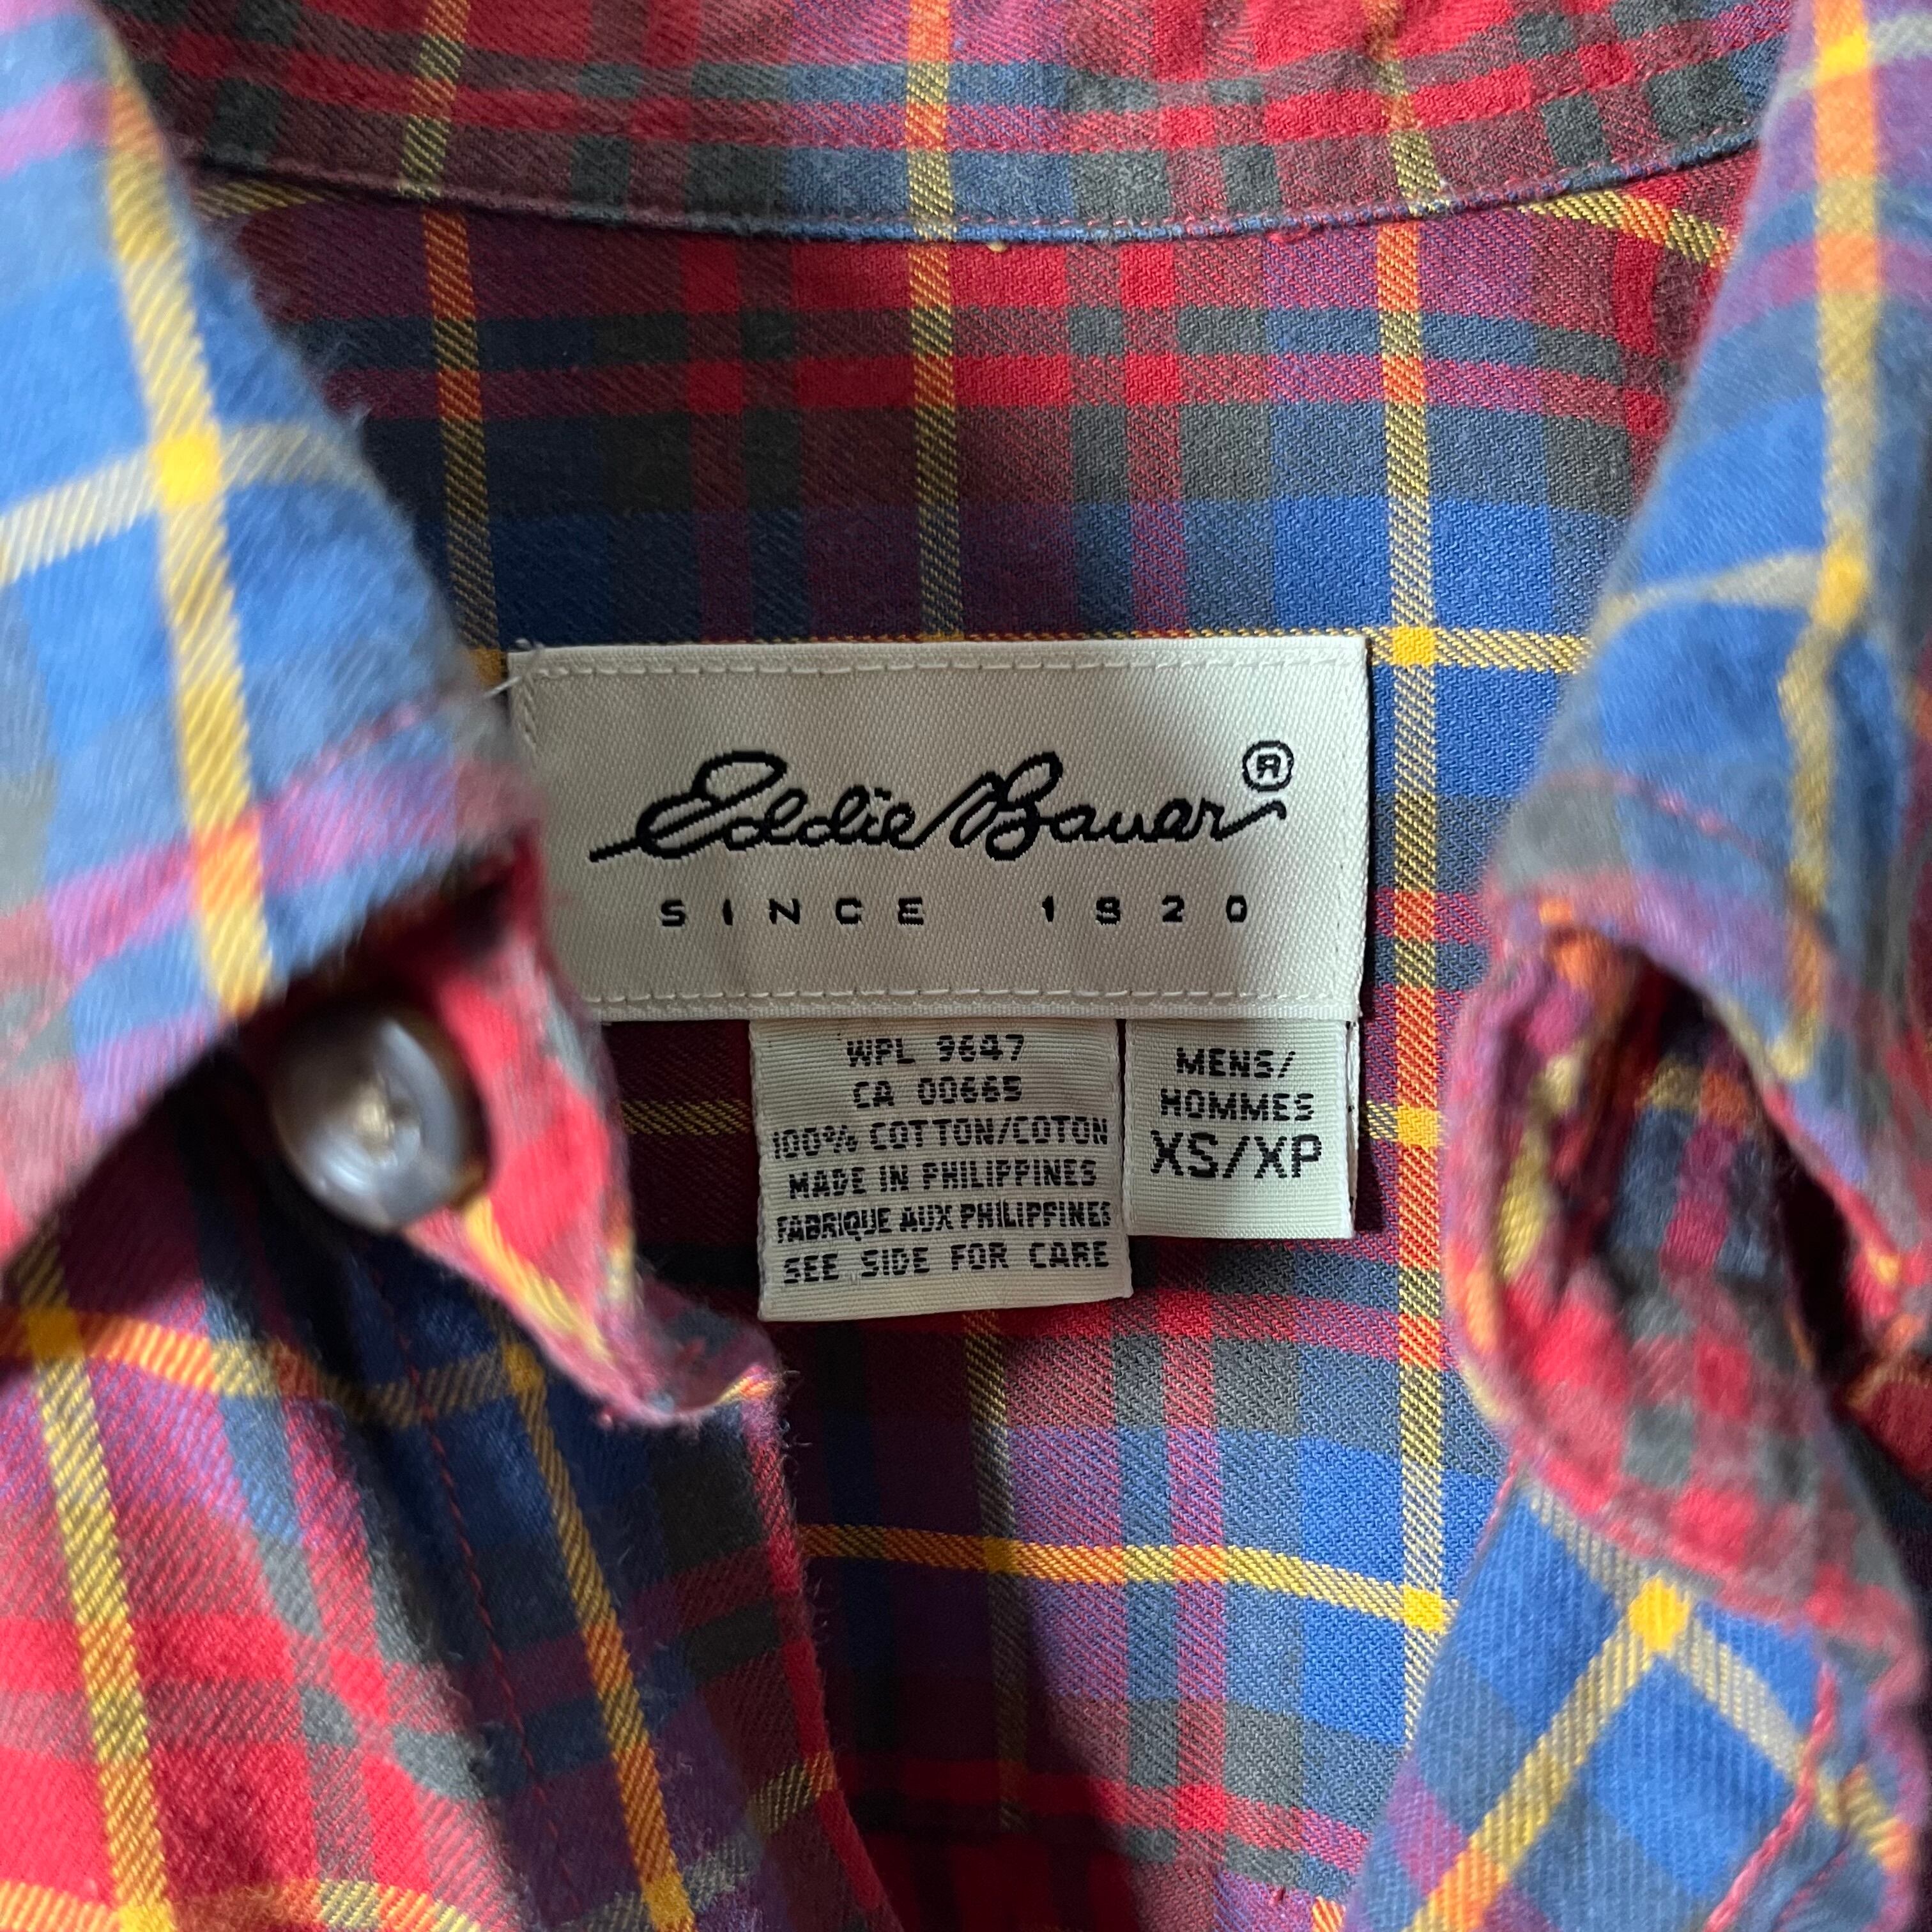 Eddie Bauer ®
SINCE 1920
WPL 9647
CA 00665
100% COTTON/COTON
MADE IN PHILIPPINES
FABRIQUE AUX PHILIPPINES
SEE SIDE FOR CARE
MENS/
HOMMES
XS/XP